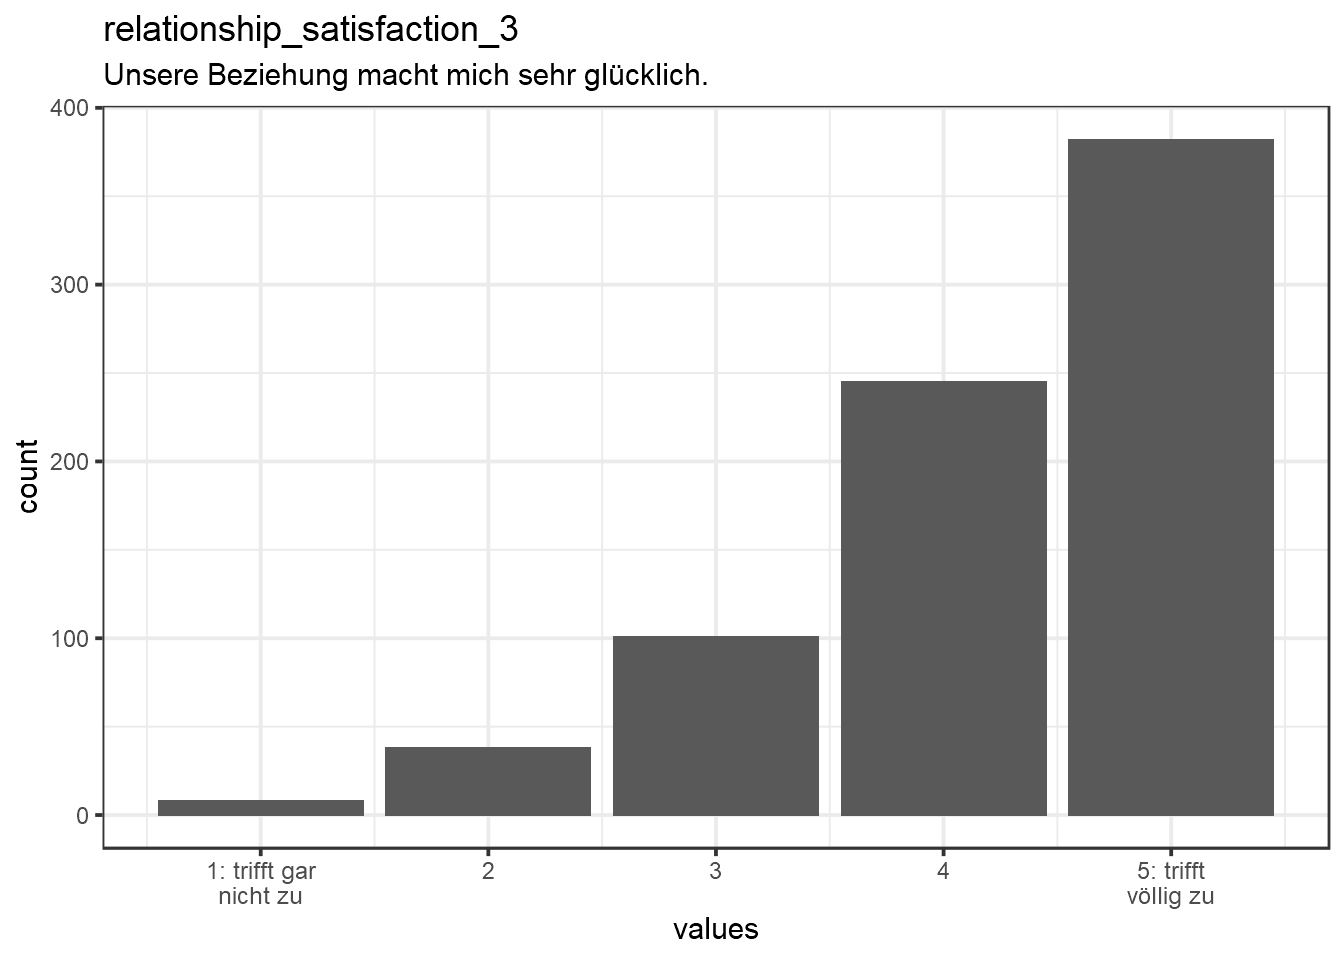 relationship_satisfaction_3
Unsere Beziehung macht mich sehr glücklich.
400
300
200
100
0
count
1: trifft gar
nicht zu
2
3
4
5: trifft
völlig zu
values